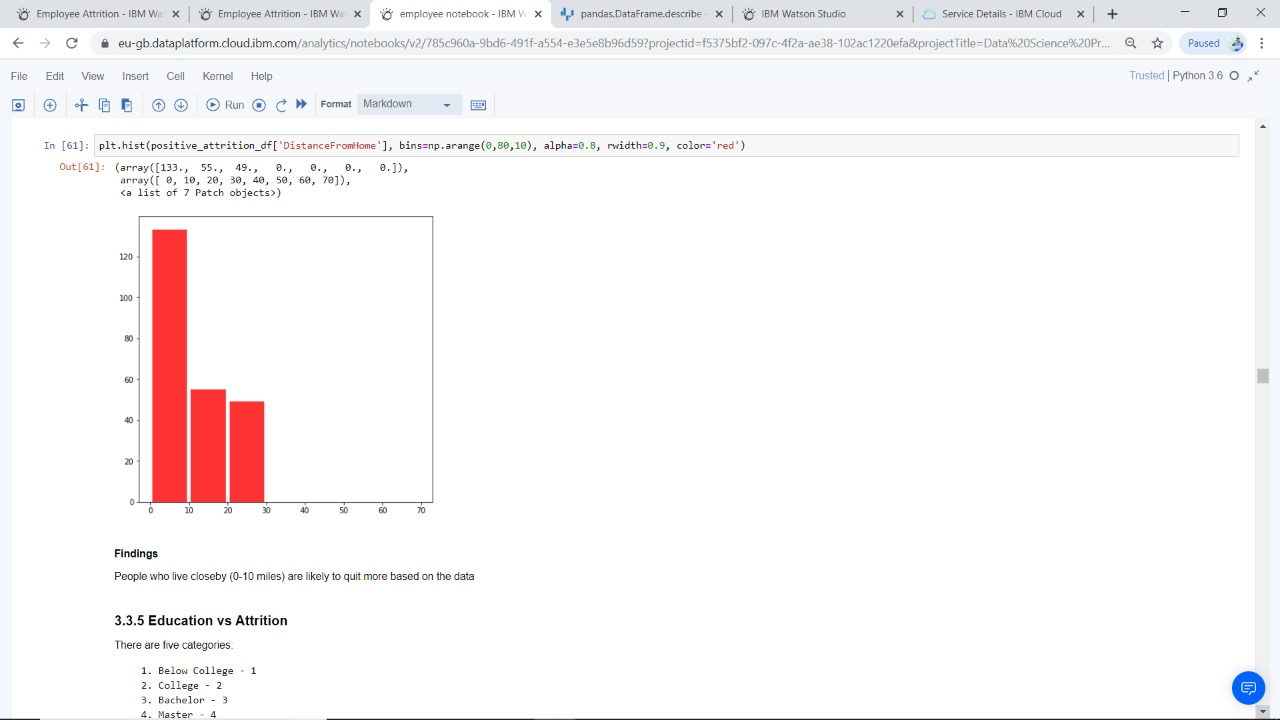 Employee Attrition - IBM Wa
Employee Attrition - IBM Wa
employee notebook - IBM W
pandas.DataFrame.describe -
IBM Watson Studio
Service Details - IBM Cloud
eu-gb.dataplatform.cloud.ibm.com/analytics/notebooks/v2/785c960a-9bd6-491f-a554-e3e5e8b96d59?projectid=f5375bf2-097c-4f2a-ae38-102ac1220efa&projectTitle=Data%20Science%20Pr...
Paused
File Edit View Insert Cell Kernel Help
Trusted | Python 3.6
Run
Format
Markdown
In [61]: plt.hist(positive_attrition_df['DistanceFromHome'], bins=np.arange(0,80,10), alpha=0.8, rwidth=0.9, color='red')
Out[61]: (array([133., 55., 49., 0., 0., 0., 0.]),
array([ 0, 10, 20, 30, 40, 50, 60, 70]),
<a list of 7 Patch objects>)
120
100
80
60
40
20
0
0 10 20 30 40 50 60 70
Findings
People who live closeby (0-10 miles) are likely to quit more based on the data
3.3.5 Education vs Attrition
There are five categories:
1. Below College - 1
2. College - 2
3. Bachelor - 3
4. Master - 4